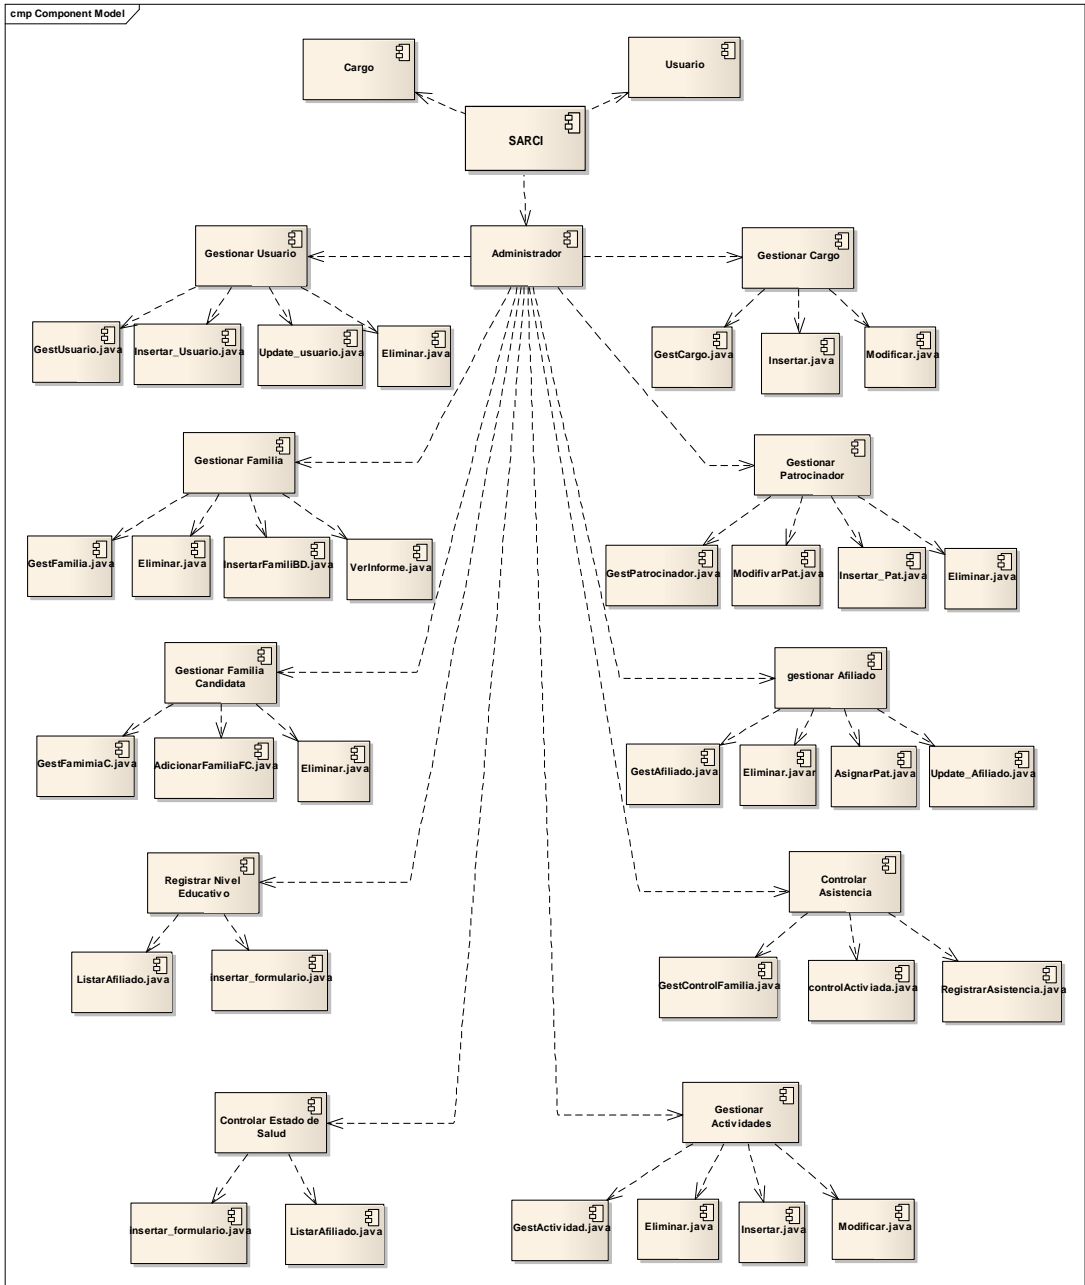 cmp Component Model
Cargo
Usuario
SARCI
Gestionar Usuario
Administrador
Gestionar Cargo
GestUsuario.java
Insertar_Usuario.java
Update_usuario.java
Eliminar.java
GestCargo.java
Insertar.java
Modificar.java
Gestionar Familia
Gestionar
Patrocinador
GestFamilia.java
Eliminar.java
InsertarFamiliBD.java
VerInforme.java
GestPatrocinador.java
ModifivarPat.java
Insertar_Pat.java
Eliminar.java
Gestionar Familia
Candidata
gestionar Afiliado
GestFamimiaC.java
AdicionarFamiliaFC.java
Eliminar.java
GestAfiliado.java
Eliminar.javar
AsignarPat.java
Update_Afiliado.java
Registrar Nivel
Educativo
Controlar
Asistencia
ListarAfiliado.java
insertar_formulario.java
GestControlFamilia.java
controlActiviada.java
RegistrarAsistencia.java
Controlar Estado de
Salud
Gestionar
Actividades
insertar_formulario.java
ListarAfiliado.java
GestActividad.java
Eliminar.java
Insertar.java
Modificar.java